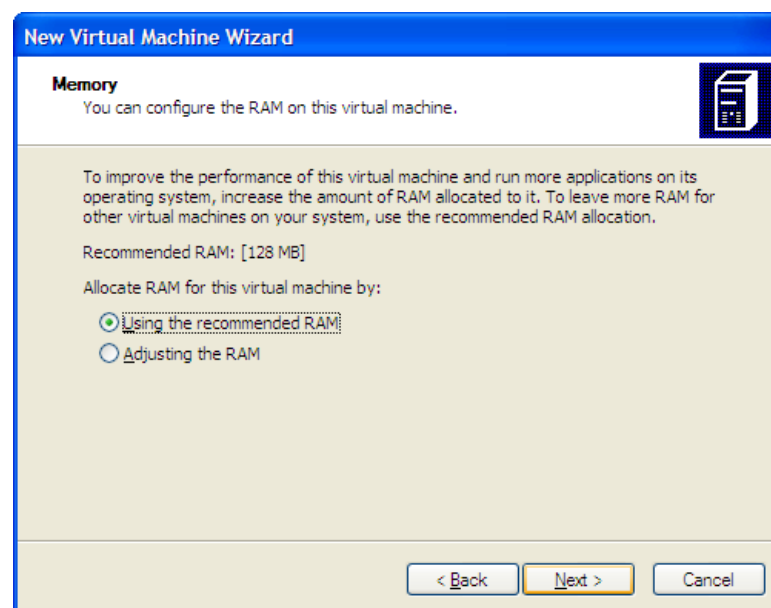 New Virtual Machine Wizard
Memory
You can configure the RAM on this virtual machine.
To improve the performance of this virtual machine and run more applications on its
operating system, increase the amount of RAM allocated to it. To leave more RAM for
other virtual machines on your system, use the recommended RAM allocation.
Recommended RAM: [128 MB]
Allocate RAM for this virtual machine by:
Using the recommended RAM
Adjusting the RAM
< Back Next > Cancel